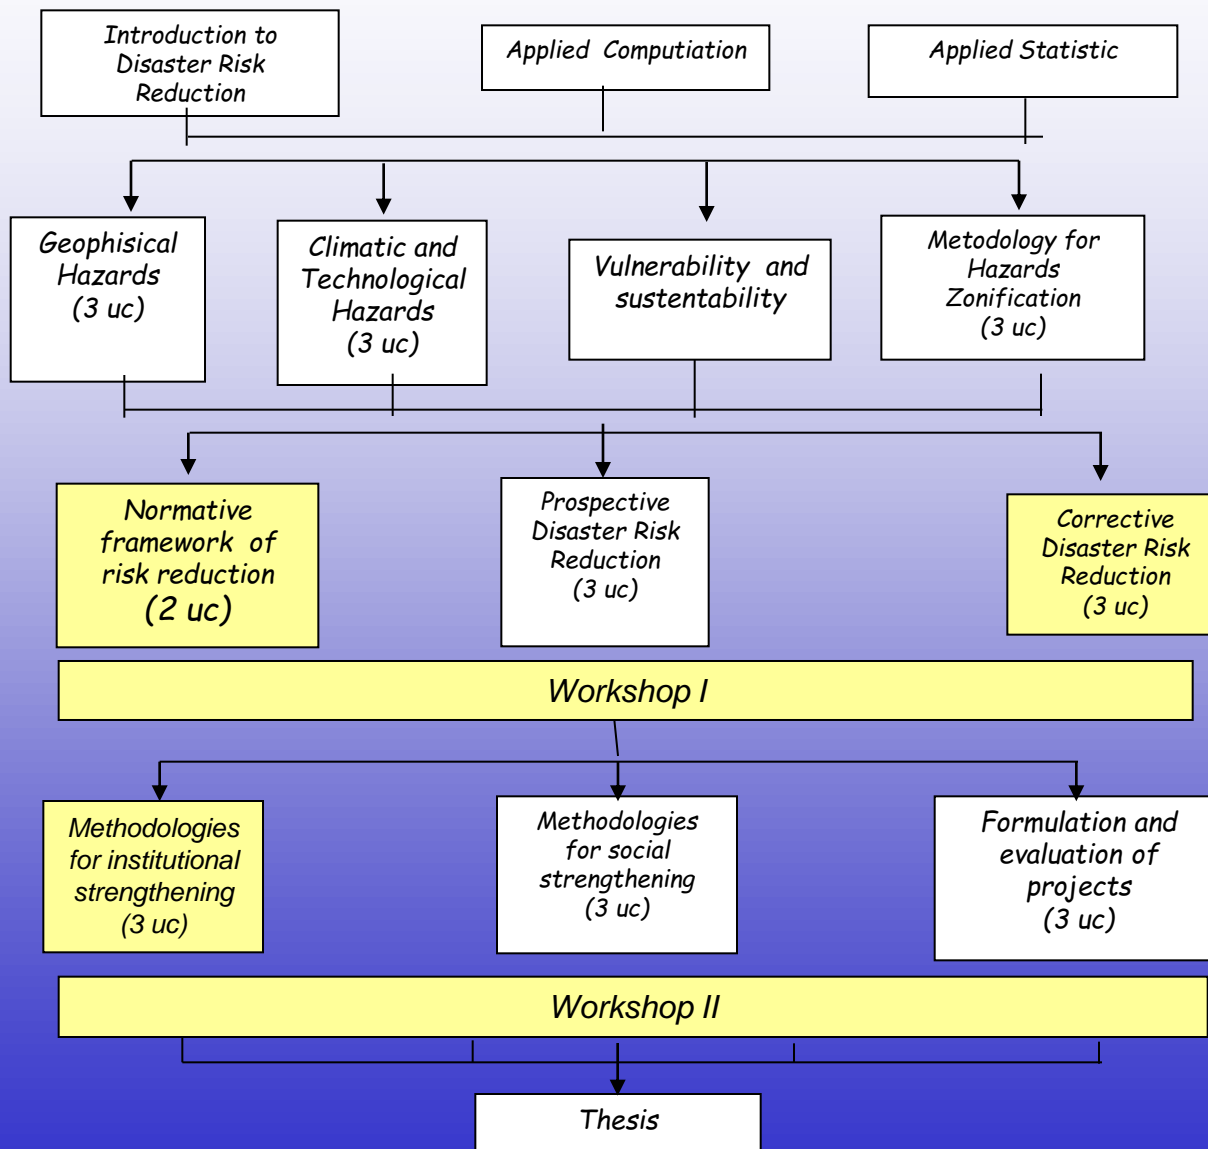 Introduction to
Disaster Risk
Reduction
Applied Computiation
Applied Statistic
Geophisical
Hazards
(3 uc)
Climatic and
Technological
Hazards
(3 uc)
Vulnerability and
sustentability
Metodology for
Hazards
Zonification
(3 uc)
Normative
framework of
risk reduction
(2 uc)
Prospective
Disaster Risk
Reduction
(3 uc)
Corrective
Disaster Risk
Reduction
(3 uc)
Workshop I
Methodologies
for institutional
strengthening
(3 uc)
Methodologies
for social
strengthening
(3 uc)
Formulation and
evaluation of
projects
(3 uc)
Workshop II
Thesis